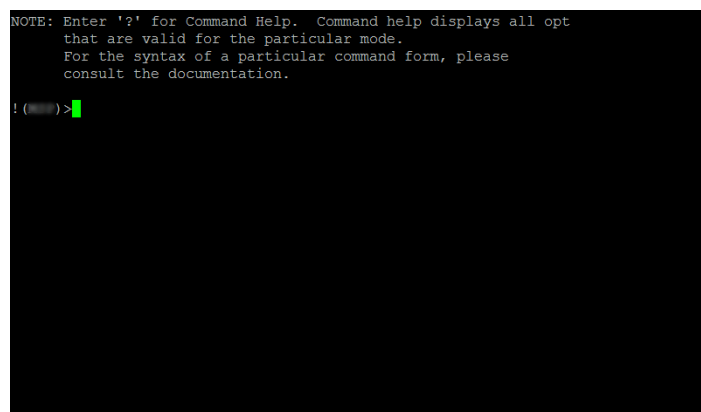 NOTE: Enter '?' for Command Help.  Command help displays all opt
that are valid for the particular mode.
For the syntax of a particular command form, please
consult the documentation.
!( )>